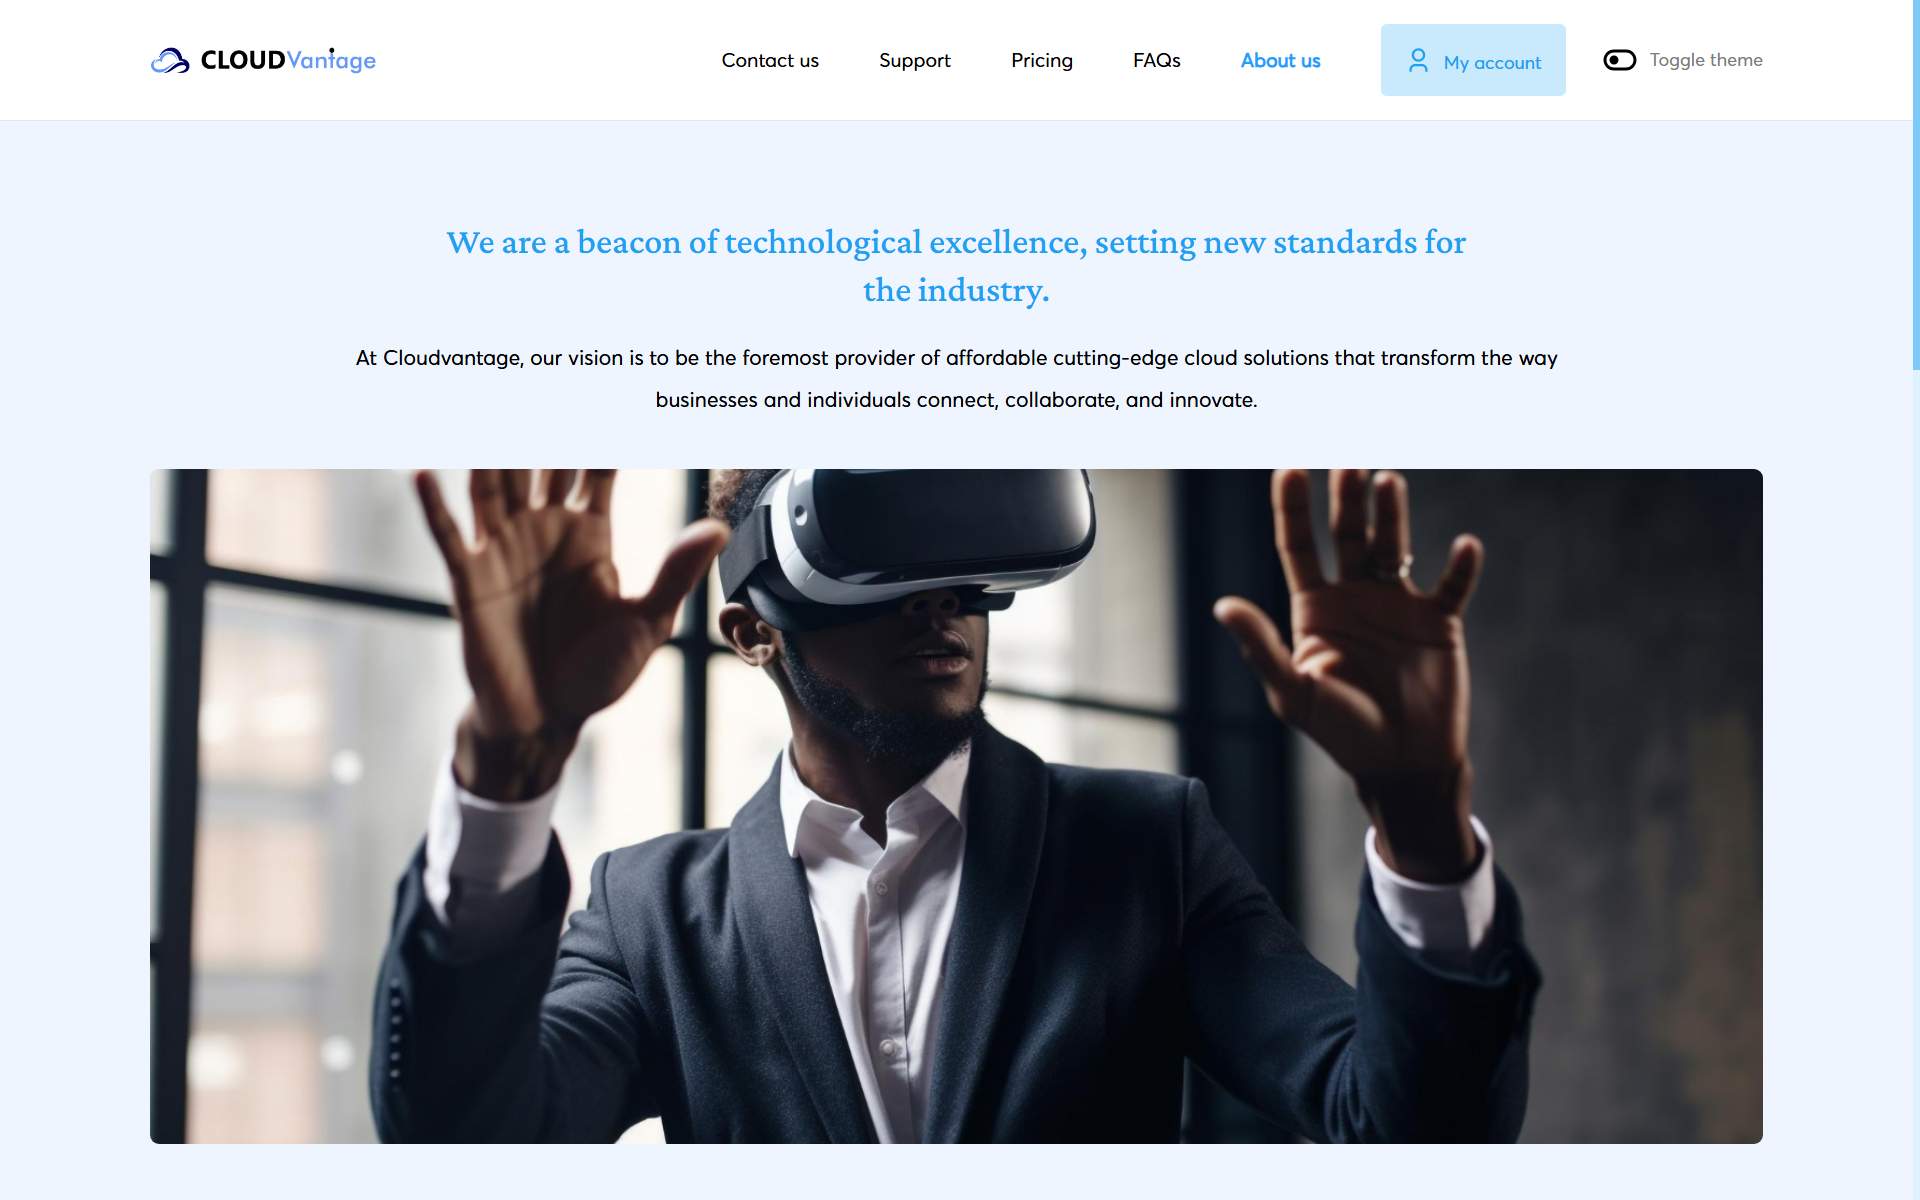 CLOUDVantage
Contact us
Support
Pricing
FAQs
About us
My account
Toggle theme
We are a beacon of technological excellence, setting new standards for
the industry.
At Cloudvantage, our vision is to be the foremost provider of affordable cutting-edge cloud solutions that transform the way
businesses and individuals connect, collaborate, and innovate.